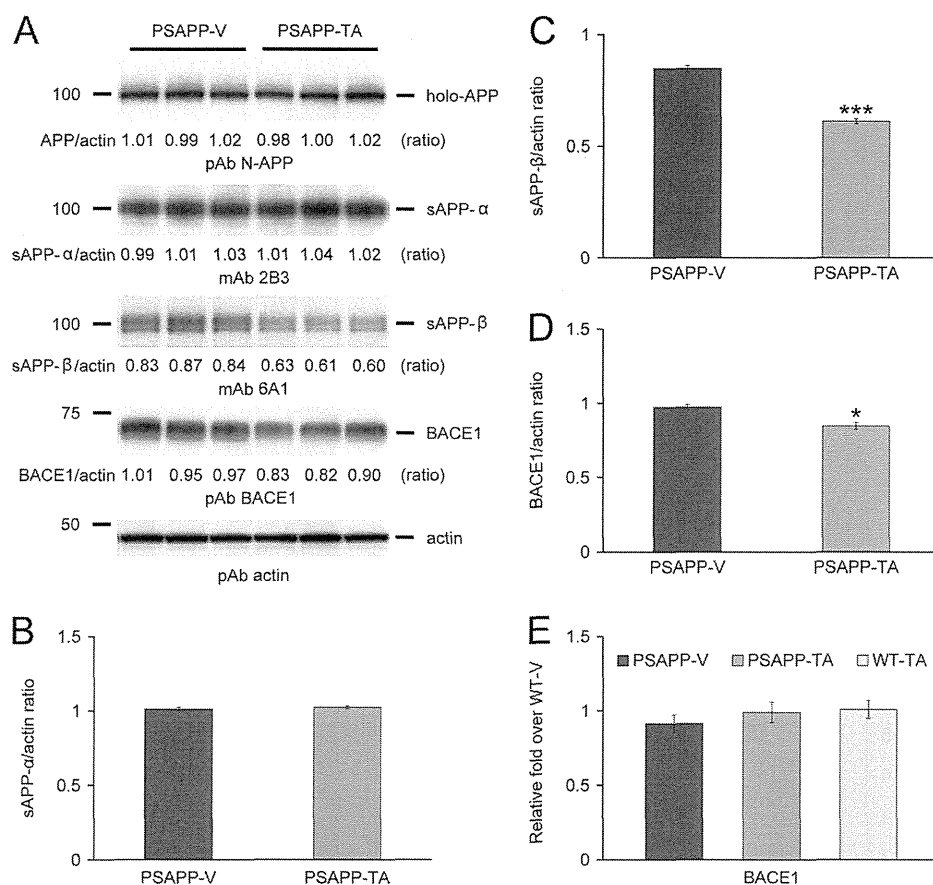 A
PSAPP-V PSAPP-TA
100 holo-APP
APP/actin 1.01 0.99 1.02 0.98 1.00 1.02 (ratio)
pAb N-APP
100 sAPP-α
sAPP-α/actin 0.99 1.01 1.03 1.01 1.04 1.02 (ratio)
mAb 2B3
100 sAPP-β
sAPP-β/actin 0.83 0.87 0.84 0.63 0.61 0.60 (ratio)
mAb 6A1
75 BACE1
BACE1/actin 1.01 0.95 0.97 0.83 0.82 0.90 (ratio)
pAb BACE1
50 actin
pAb actin
B
sAPP-α/actin ratio
1.5
1
0.5
0
PSAPP-V PSAPP-TA
C
sAPP-β/actin ratio
1
0.5
0
***
PSAPP-V PSAPP-TA
D
BACE1/actin ratio
1.5
1
0.5
0
*
PSAPP-V PSAPP-TA
E
Relative fold over WT-V
1.5
1
0.5
0
PSAPP-V PSAPP-TA WT-TA
BACE1